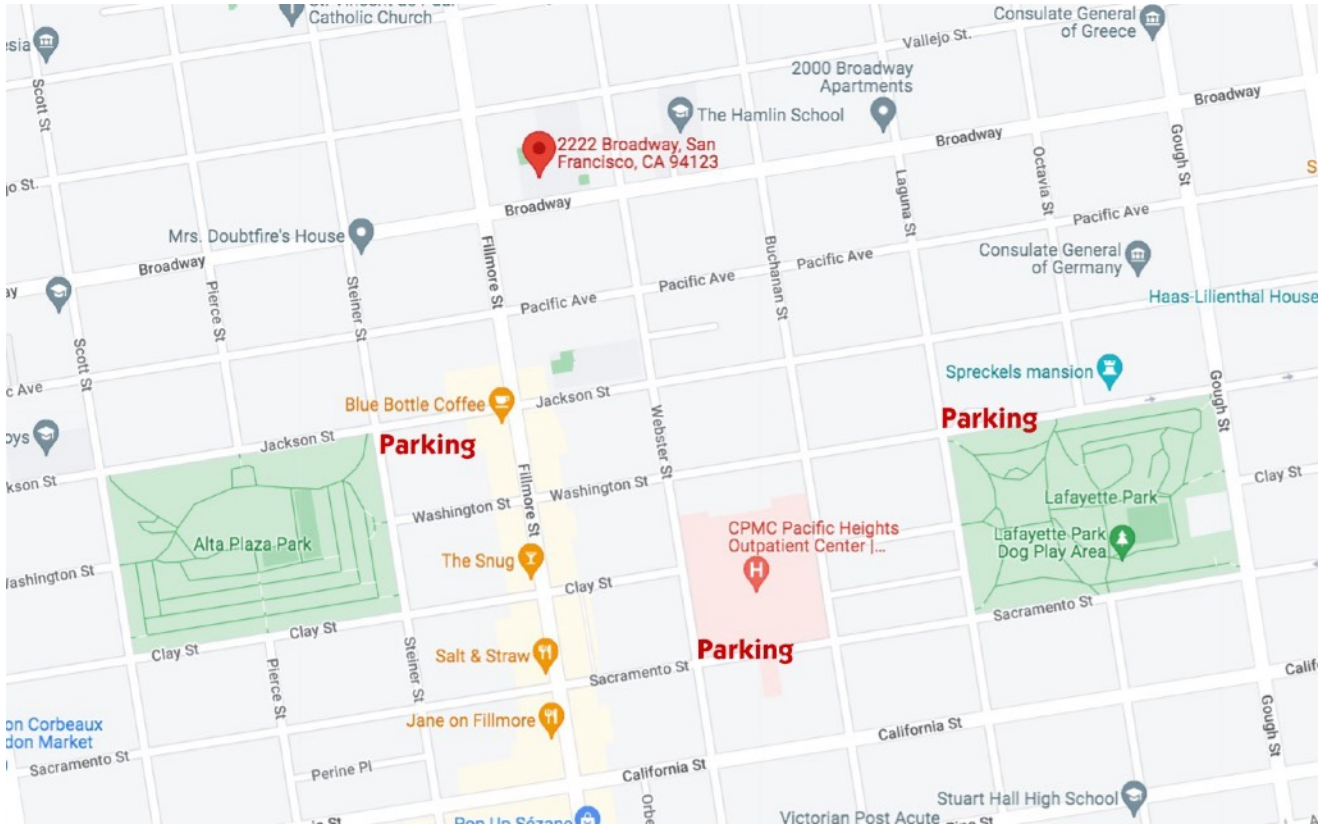 Catholic Church
Consulate General
of Greece
Vallejo St.
Scott St
2000 Broadway
Apartments
Broadway
The Hamlin School
2222 Broadway, San
Francisco, CA 94123
Gough St
Octavia St
Laguna St
Broadway
Pacific Ave
Mrs. Doubtfire's House
Fillmore St
Buchanan St
Consulate General
of Germany
Broadway
Pacific Ave
Pacific Ave
Pierce St
Steiner St
Pacific Ave
Haas-Lilienthal House
Scott St
Spreckels mansion
Blue Bottle Coffee
Jackson St
Gough St
Webster St
Parking
Jackson St
Parking
Clay St
Fillmore St
Washington St
Washington St
Lafayette Park
CPMC Pacific Heights
Outpatient Center |...
Lafayette Park
Dog Play Area
Alta Plaza Park
The Snug
Clay St
Sacramento St
Clay St
Clay St
Steiner St
Parking
Salt & Straw
Sacramento St
Pierce St
Jane on Fillmore
California St
Gough St
Sacramento St
Perine Pl
California St
Stuart Hall High School
Victorian Post Acute